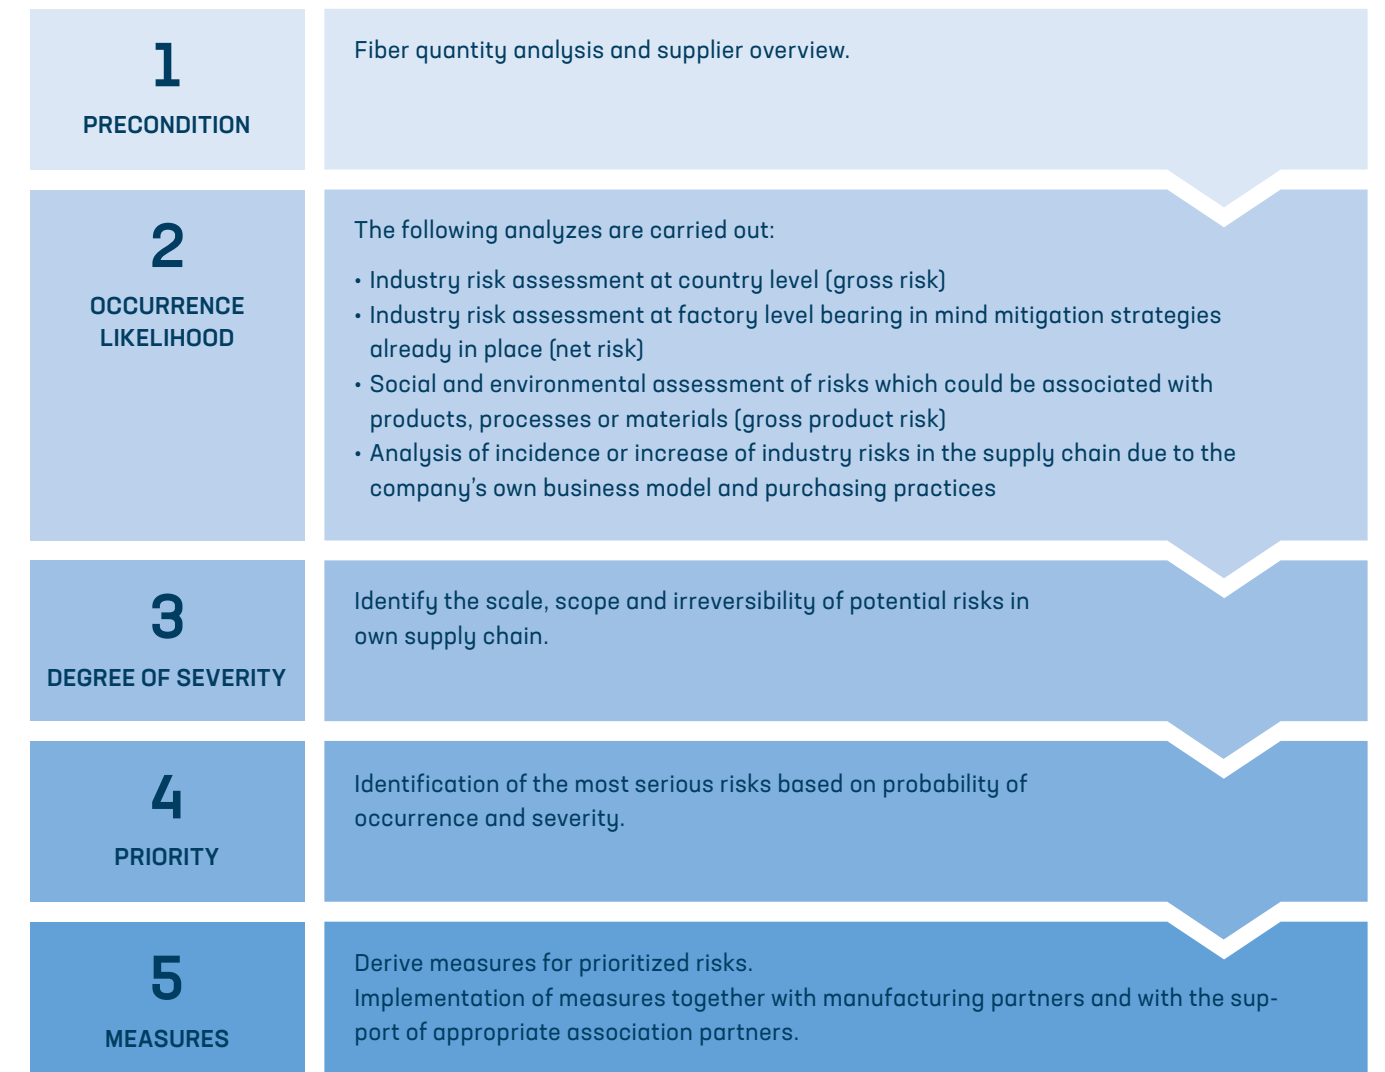 1
PRECONDITION
Fiber quantity analysis and supplier overview.
2
OCCURRENCE
LIKELIHOOD
The following analyzes are carried out:
• Industry risk assessment at country level (gross risk)
• Industry risk assessment at factory level bearing in mind mitigation strategies
already in place (net risk)
• Social and environmental assessment of risks which could be associated with
products, processes or materials (gross product risk)
• Analysis of incidence or increase of industry risks in the supply chain due to the
company's own business model and purchasing practices
3
DEGREE OF SEVERITY
Identify the scale, scope and irreversibility of potential risks in
own supply chain.
4
PRIORITY
Identification of the most serious risks based on probability of
occurrence and severity.
5
MEASURES
Derive measures for prioritized risks.
Implementation of measures together with manufacturing partners and with the sup-
port of appropriate association partners.